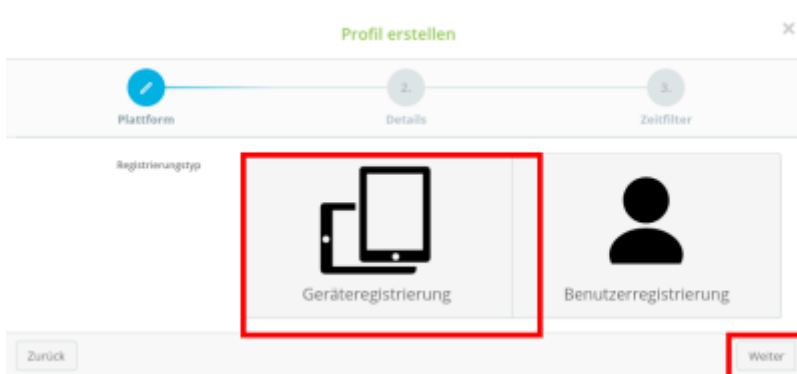 Profil erstellen
×
2.
3.
Plattform
Details
Zeitfilter
Registrierungstyp
Geräteregistrierung
Benutzerregistrierung
Zurück
Weiter